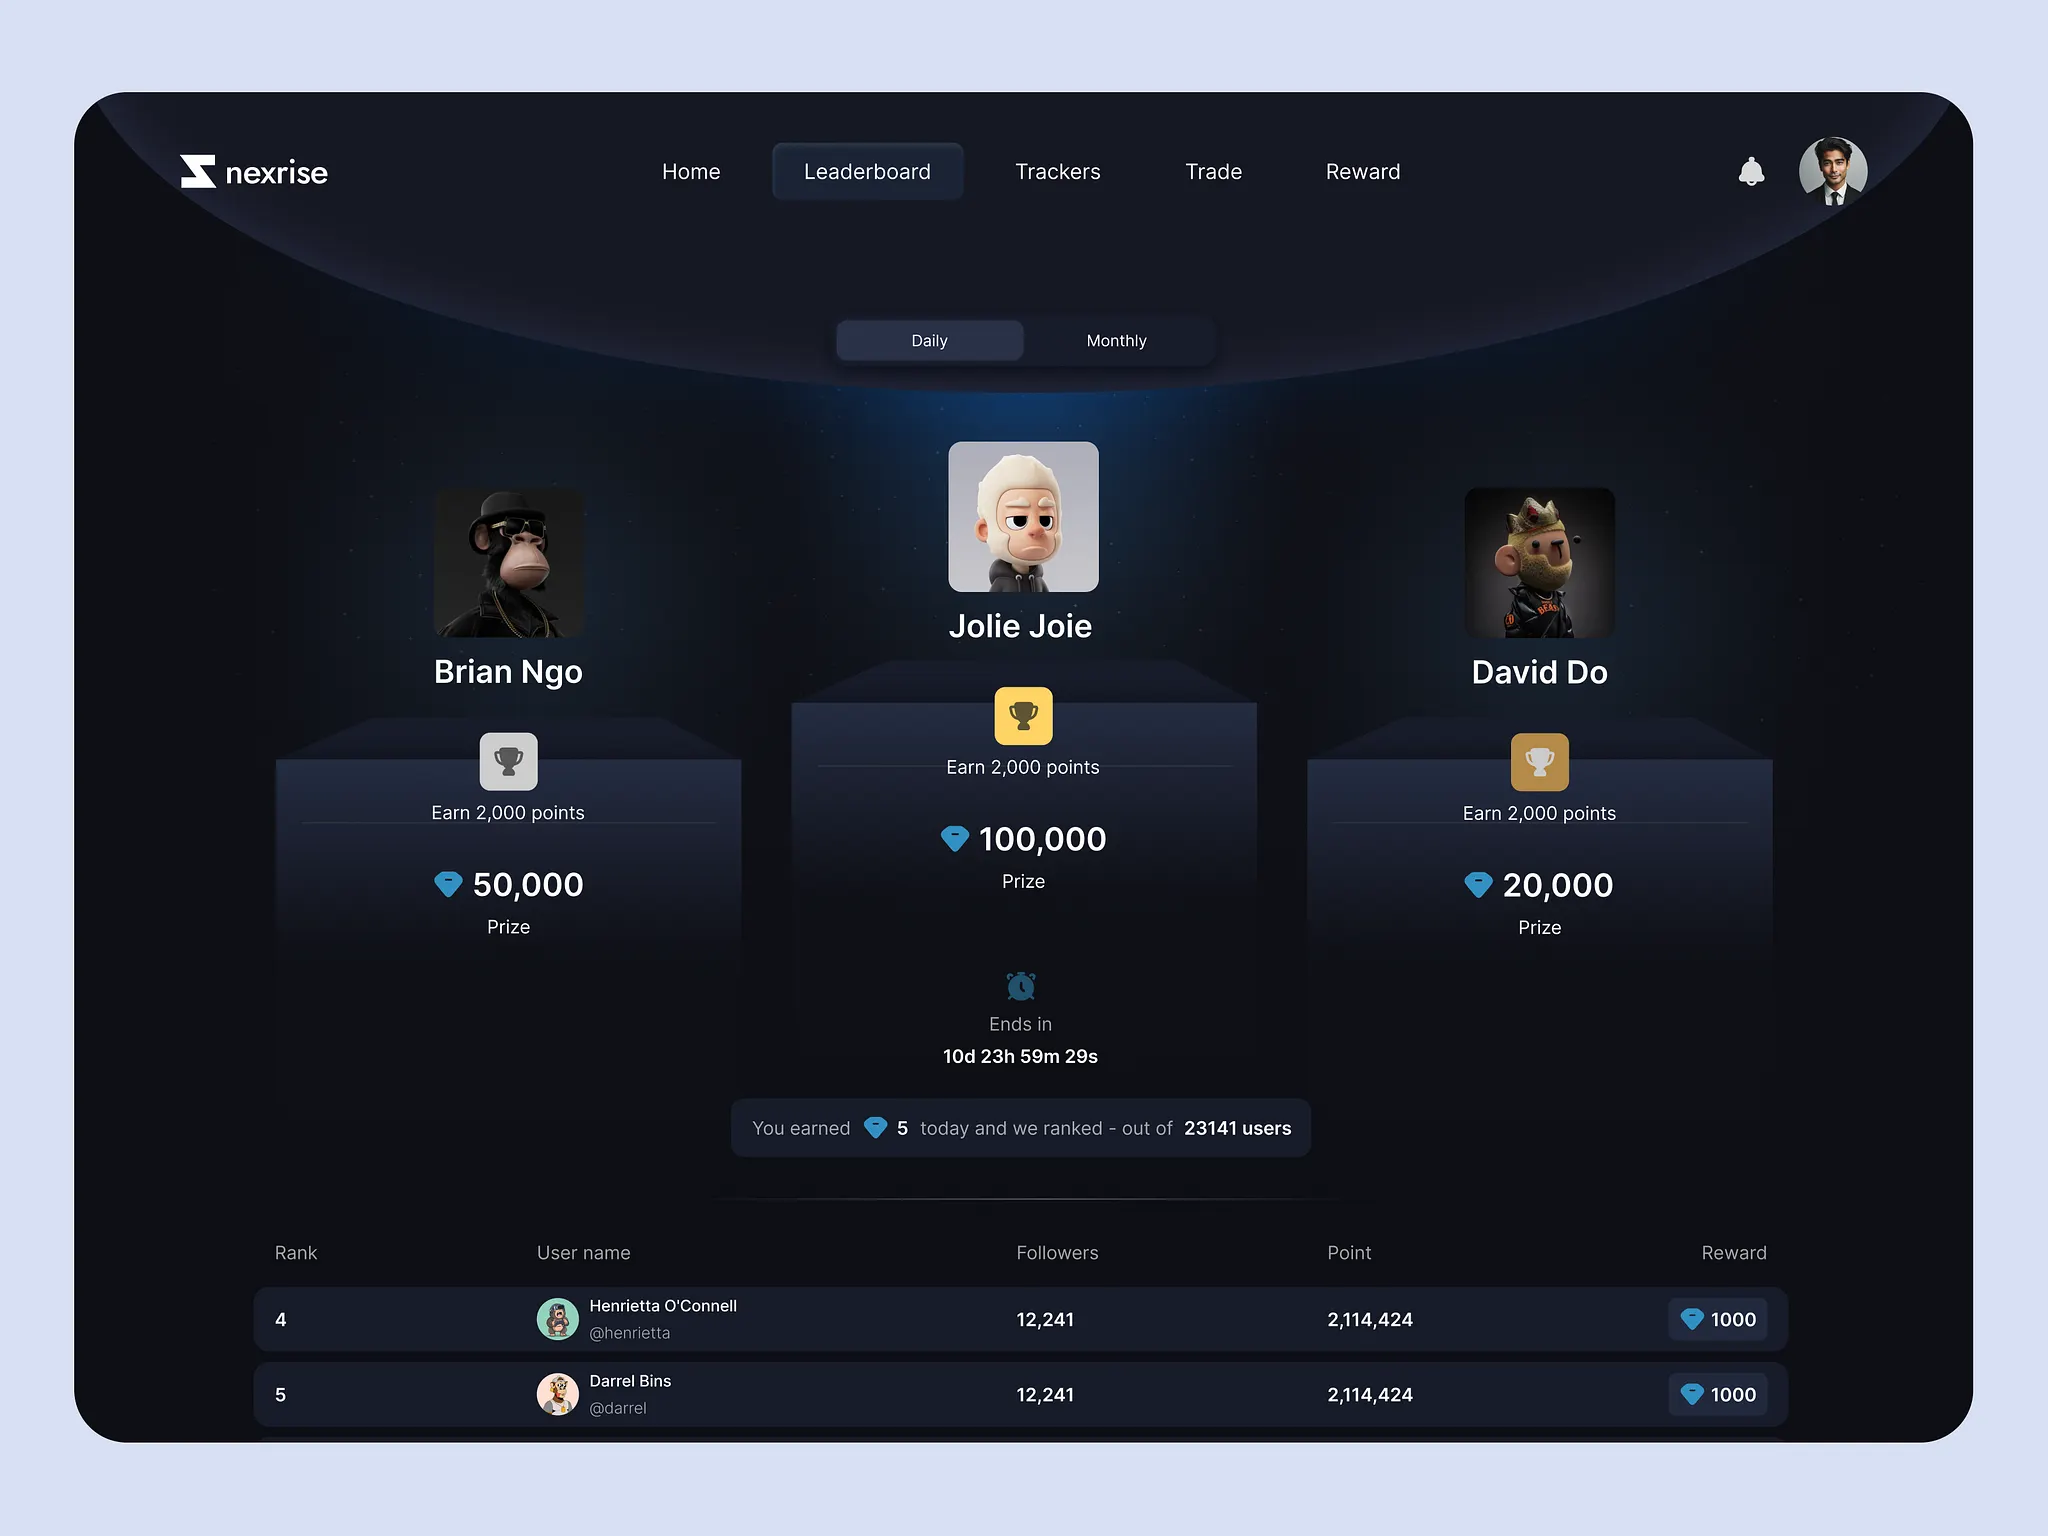 nexrise
Home
Leaderboard
Trackers
Trade
Reward
Daily
Monthly
Jolie Joie
Brian Ngo
David Do
Earn 2,000 points
100,000
Prize
Earn 2,000 points
50,000
Prize
Earn 2,000 points
20,000
Prize
Ends in
10d 23h 59m 29s
You earned 5 today and we ranked - out of 23141 users
Rank User name Followers Point Reward
4 Henrietta O'Connell 12,241 2,114,424 1000
@henrietta
5 Darrel Bins 12,241 2,114,424 1000
@darrel